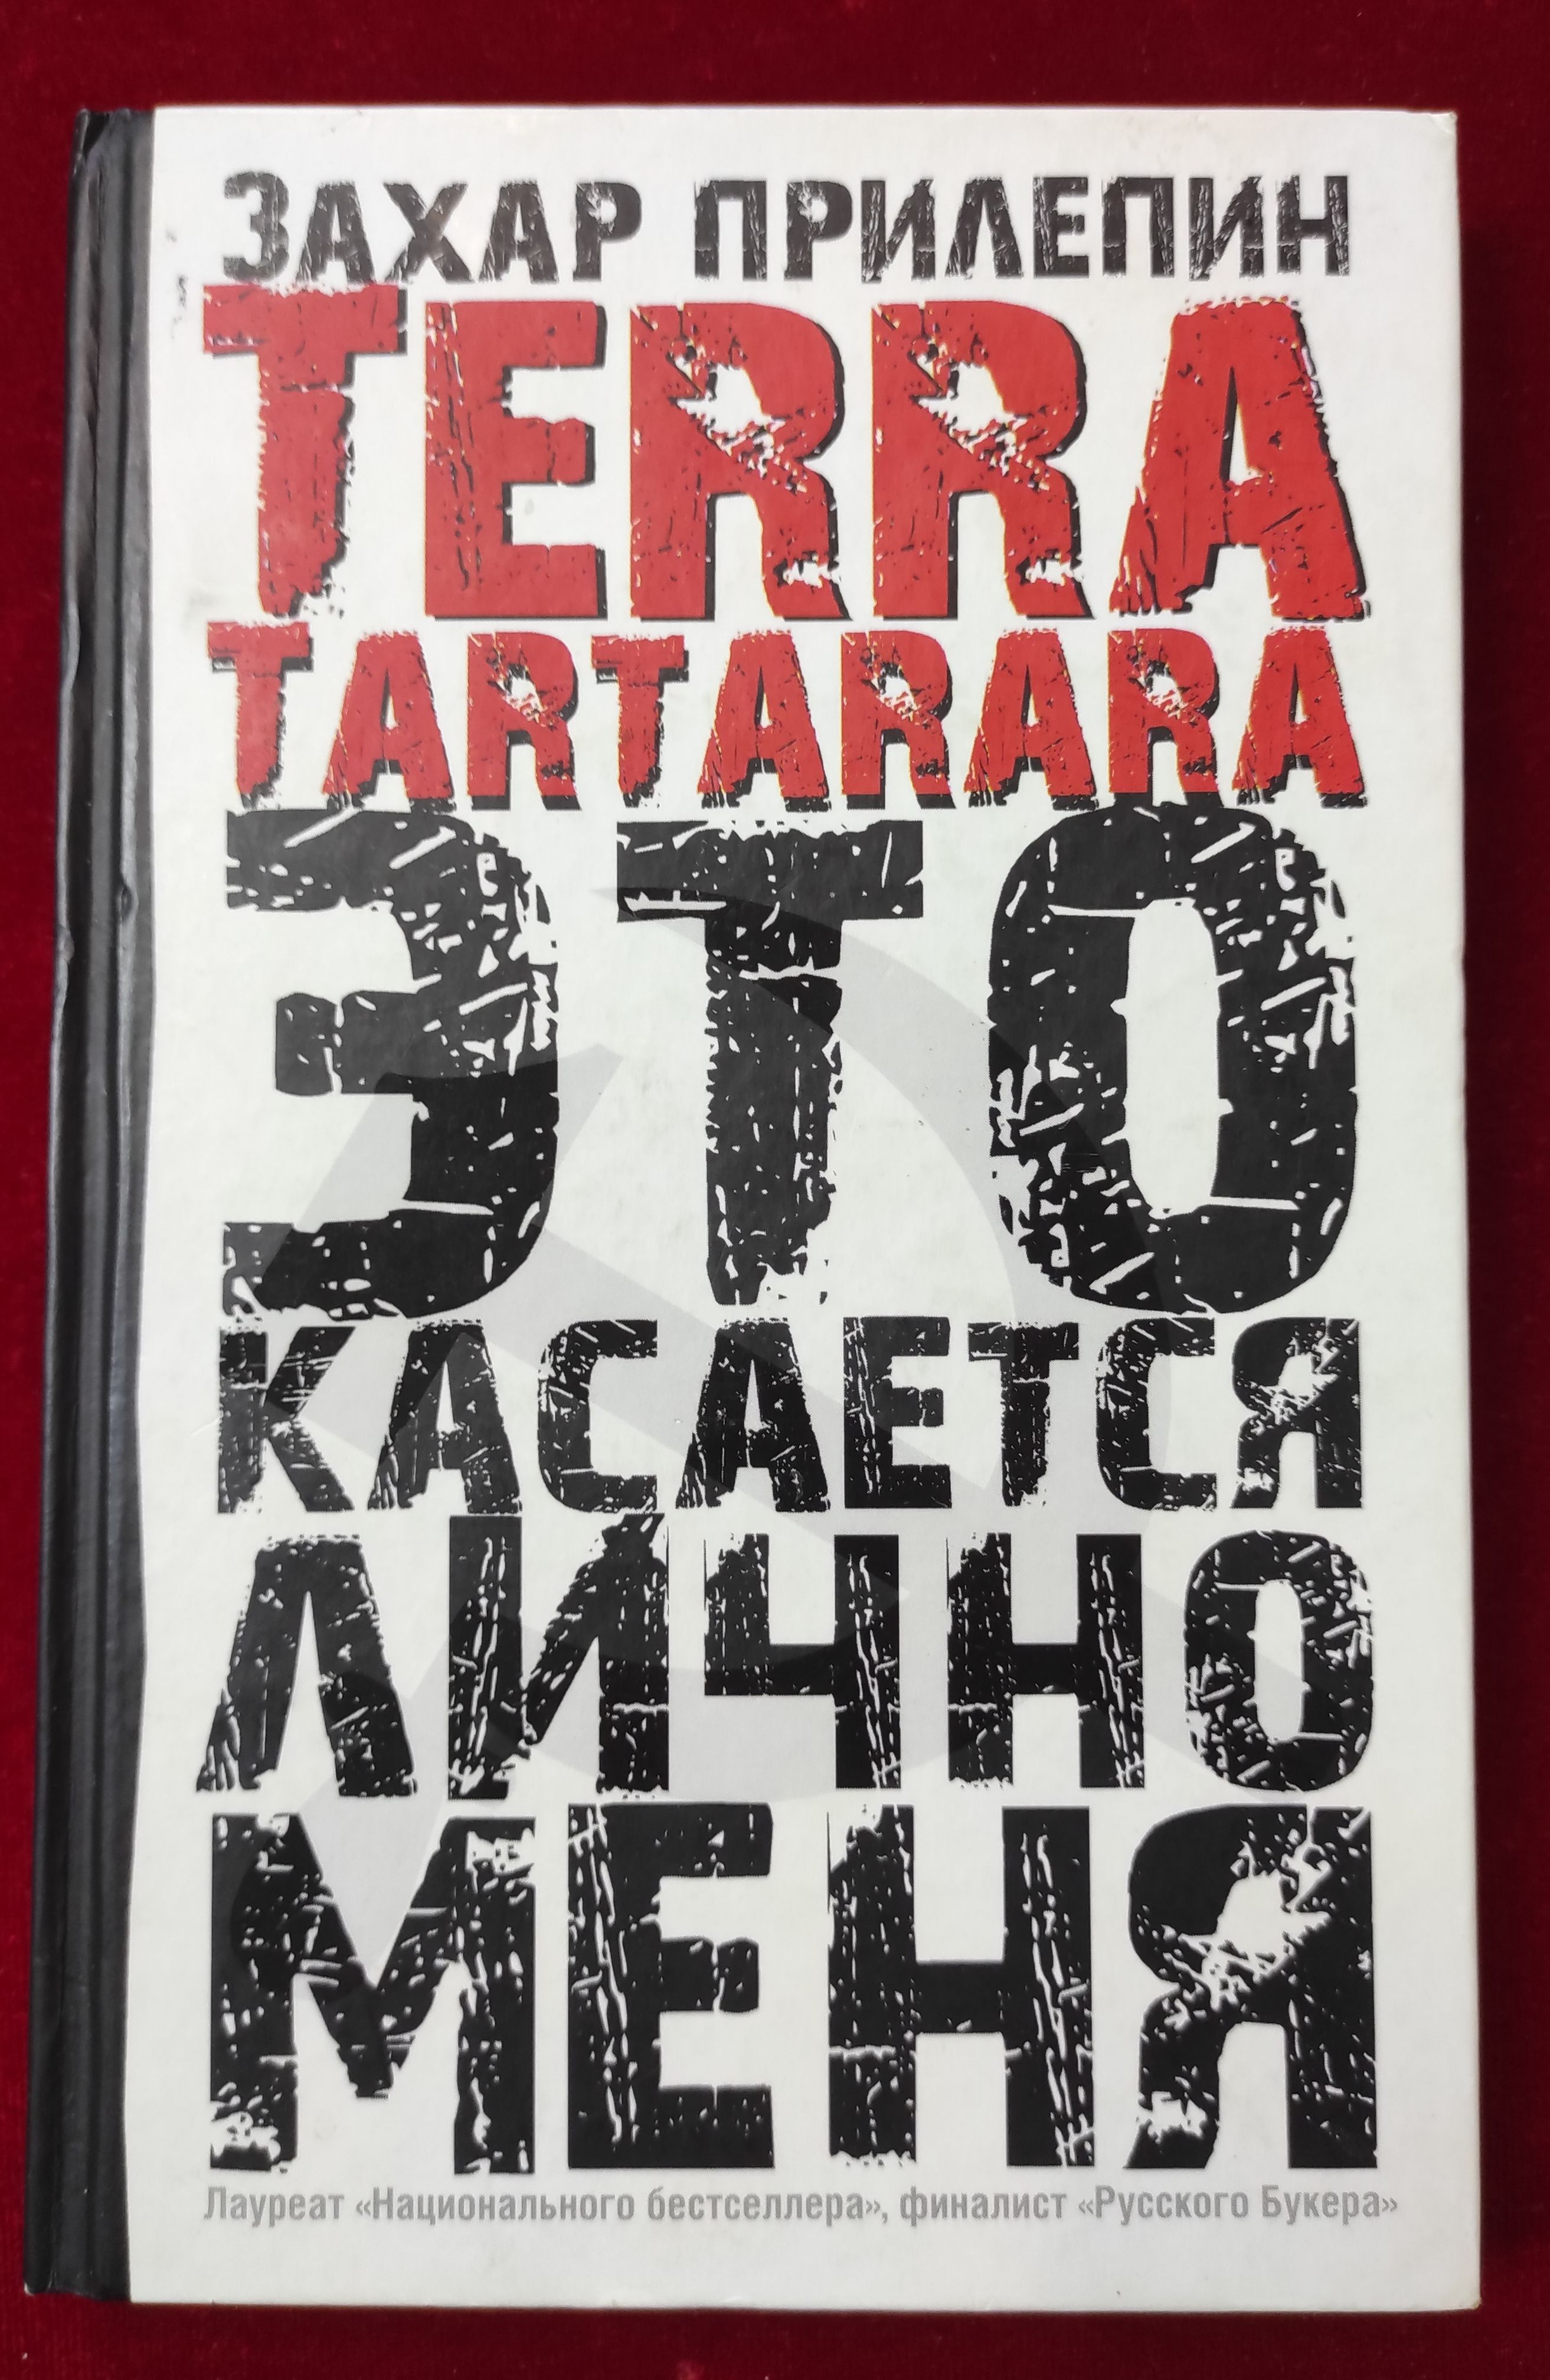 ЗАХАР ПРИЛЕПИН
TERRA
TARTARARA
ЭТО
КАСАЕТСЯ
ЛИЧНО
МЕНЯ
Лауреат «Национального бестселлера», финалист «Русского Букера»